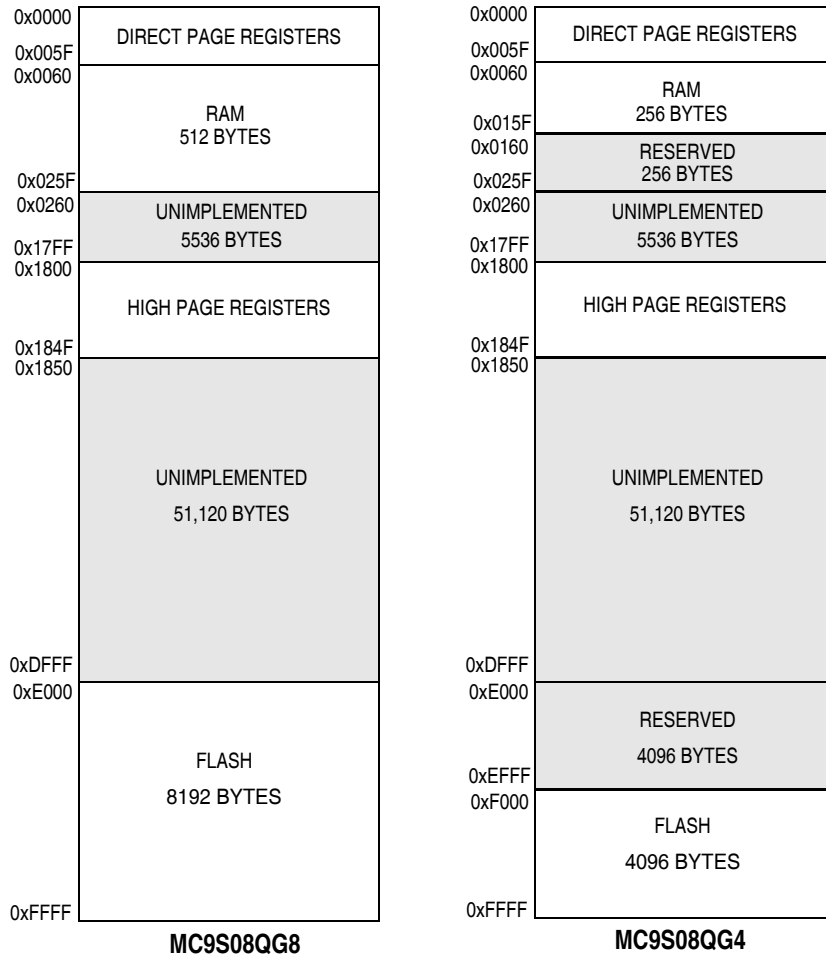 0x0000
DIRECT PAGE REGISTERS
0x005F
0x0060
RAM
512 BYTES
0x025F
0x0260
UNIMPLEMENTED
5536 BYTES
0x17FF
0x1800
HIGH PAGE REGISTERS
0x184F
0x1850
UNIMPLEMENTED
51,120 BYTES
0xDFFF
0xE000
FLASH
8192 BYTES
0xFFFF
MC9S08QG8
0x0000
DIRECT PAGE REGISTERS
0x005F
0x0060
RAM
256 BYTES
0x015F
0x0160
RESERVED
256 BYTES
0x025F
0x0260
UNIMPLEMENTED
5536 BYTES
0x17FF
0x1800
HIGH PAGE REGISTERS
0x184F
0x1850
UNIMPLEMENTED
51,120 BYTES
0xDFFF
0xE000
RESERVED
4096 BYTES
0xEFFF
0xF000
FLASH
4096 BYTES
0xFFFF
MC9S08QG4